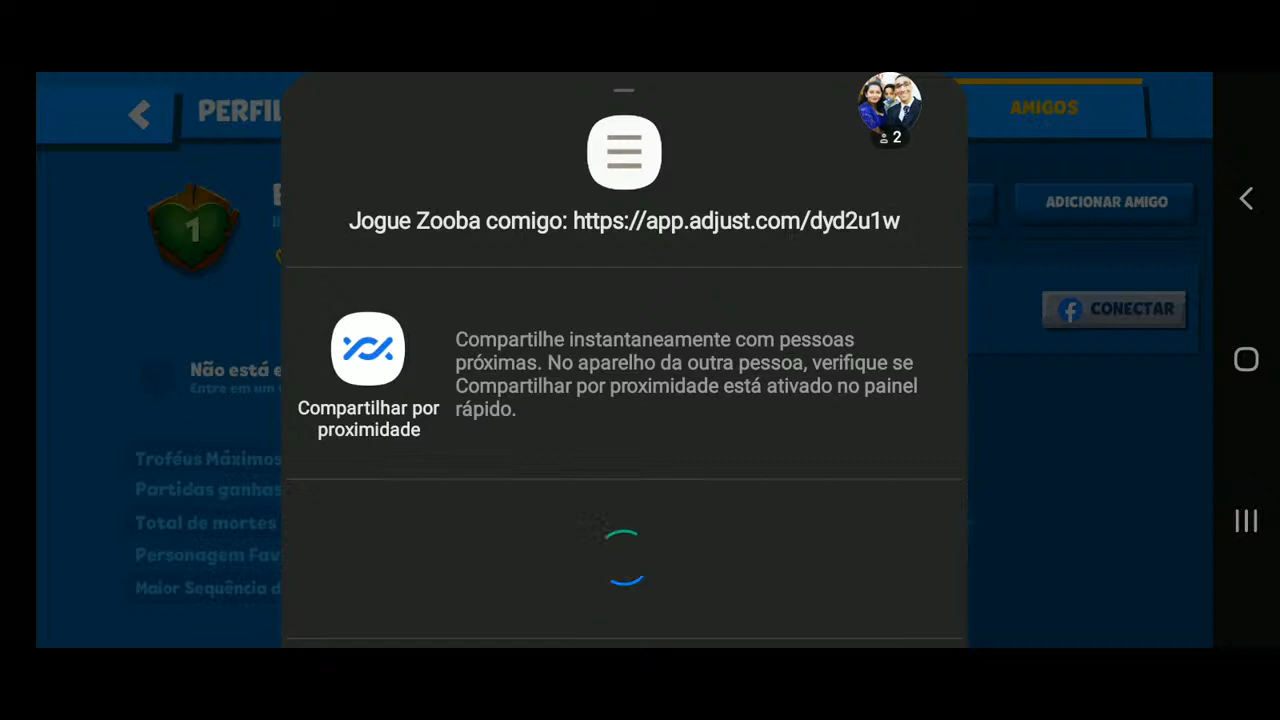 PERFIL
AMIGOS
2
1
Jogue Zooba comigo: https://app.adjust.com/dyd2u1w
ADICIONAR AMIGO
CONECTAR
Compartilhe instantaneamente com pessoas
próximas. No aparelho da outra pessoa, verifique se
Compartilhar por proximidade está ativado no painel
rápido.
Compartilhar por
proximidade
Não está e
Entre em um
Troféus Máximos
Partidas ganhas
Total de mortes
Personagem Fav
Maior Sequência d